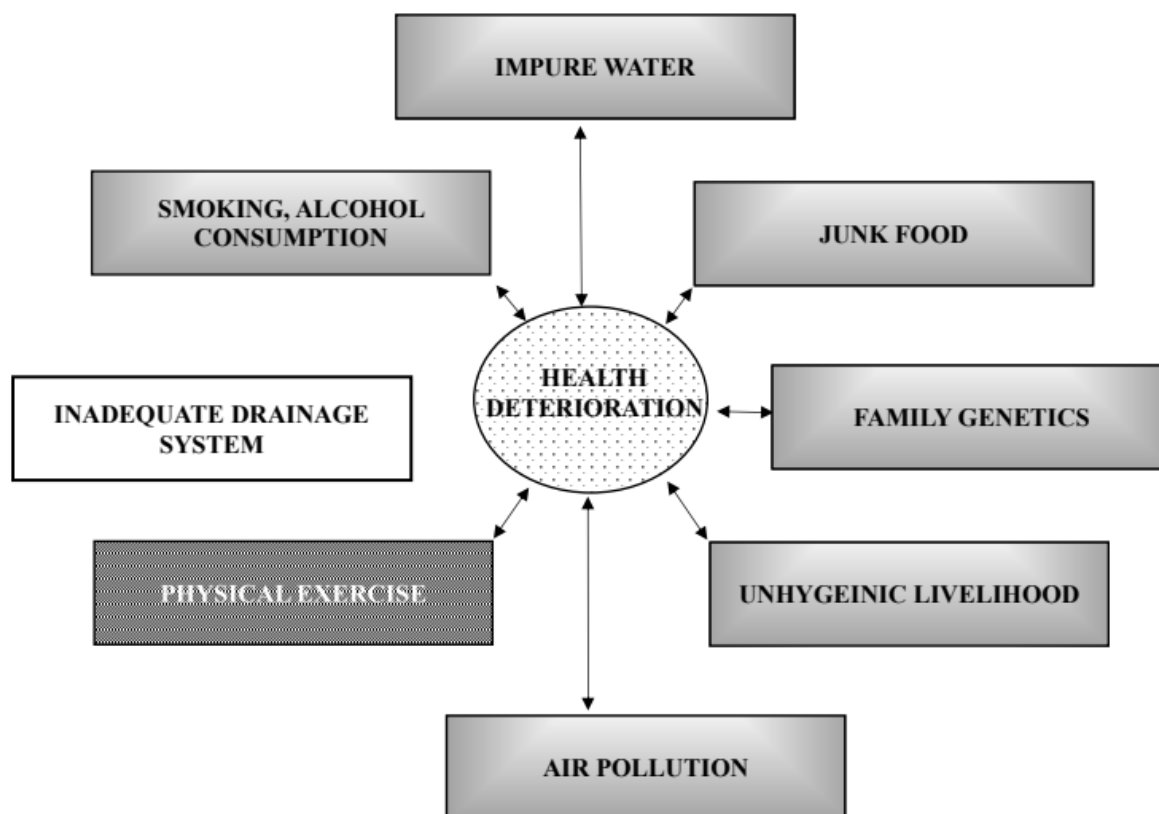 IMPURE WATER
SMOKING, ALCOHOL
CONSUMPTION
JUNK FOOD
HEALTH
DETERIORATION
INADEQUATE DRAINAGE
SYSTEM
FAMILY GENETICS
PHYSICAL EXERCISE
UNHYGEINIC LIVELIHOOD
AIR POLLUTION